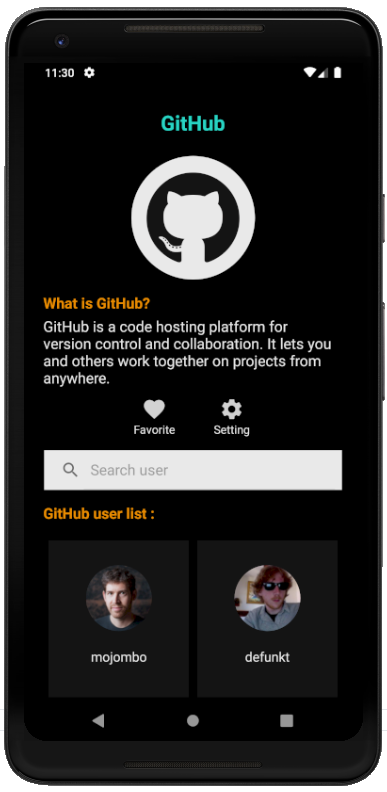 11:30
GitHub
What is GitHub?
GitHub is a code hosting platform for
version control and collaboration. It lets you
and others work together on projects from
anywhere.
Favorite Setting
Search user
GitHub user list :
mojombo defunkt